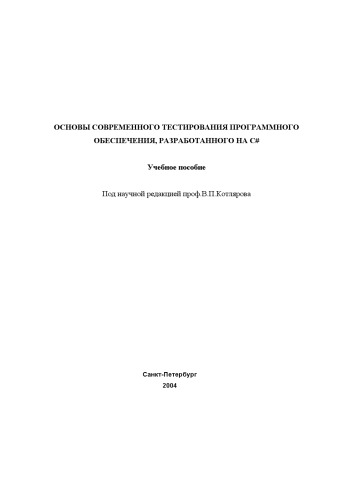 ОСНОВЫ СОВРЕМЕННОГО ТЕСТИРОВАНИЯ ПРОГРАММНОГО
ОБЕСПЕЧЕНИЯ, РАЗРАБОТАННОГО НА C#
Учебное пособие
Под научной редакцией проф.В.П.Котлярова
Санкт-Петербург
2004